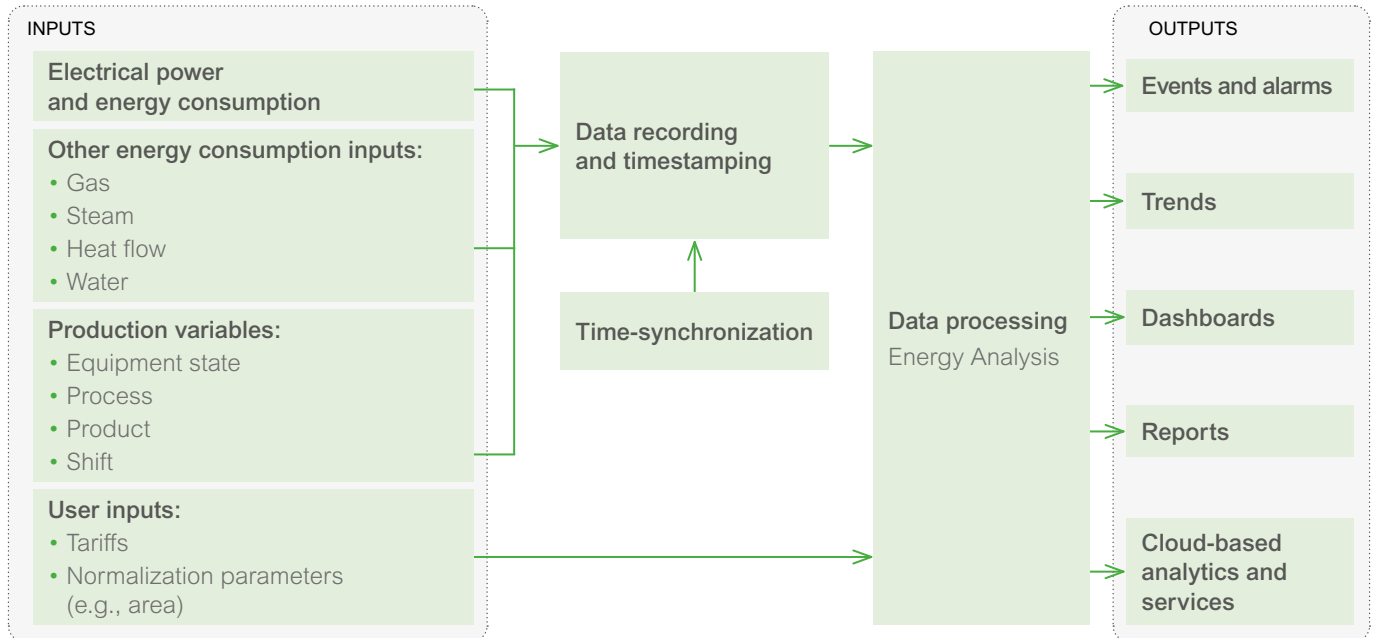 INPUTS
Electrical power
and energy consumption
Other energy consumption inputs:
• Gas
• Steam
• Heat flow
• Water
Production variables:
• Equipment state
• Process
• Product
• Shift
User inputs:
• Tariffs
• Normalization parameters
(e.g., area)
Data recording
and timestamping
Time-synchronization
Data processing
Energy Analysis
OUTPUTS
Events and alarms
Trends
Dashboards
Reports
Cloud-based
analytics and
services